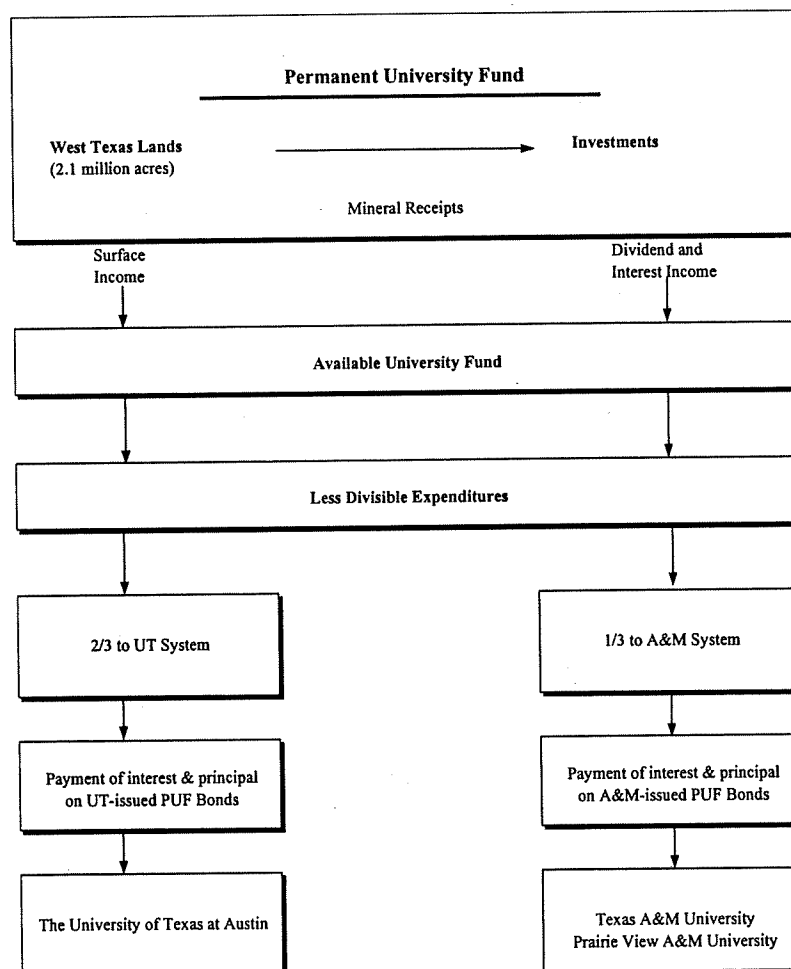 Permanent University Fund
West Texas Lands
(2.1 million acres)
Investments
Mineral Receipts
Surface
Income
Dividend and
Interest Income
Available University Fund
Less Divisible Expenditures
2/3 to UT System
1/3 to A&M System
Payment of interest & principal
on UT-issued PUF Bonds
Payment of interest & principal
on A&M-issued PUF Bonds
The University of Texas at Austin
Texas A&M University
Prairie View A&M University